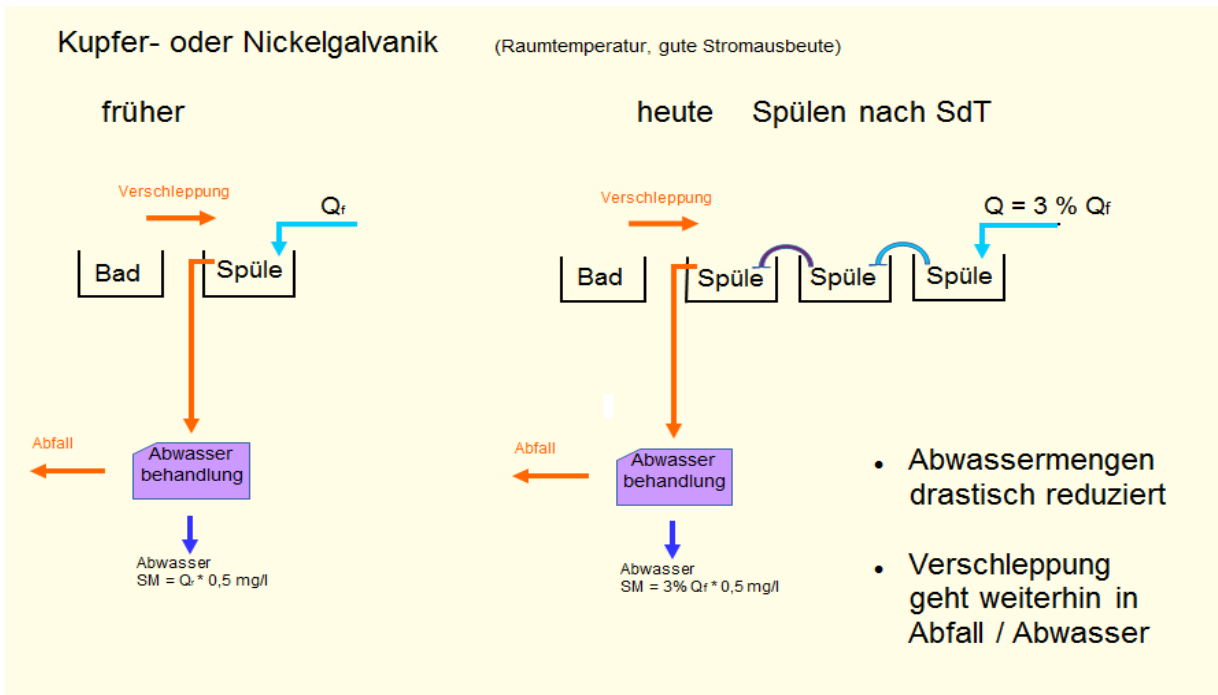 Kupfer- oder Nickelgalvanik (Raumtemperatur, gute Stromausbeute)
früher
Verschleppung
Qf
Bad
Spüle
Abfall
Abwasser
behandlung
Abwasser
SM = Qf * 0,5 mg/l
heute Spülen nach SdT
Verschleppung
Q = 3 % Qf
Bad
Spüle
Spüle
Spüle
Abfall
Abwasser
behandlung
Abwasser
SM = 3% Qf * 0,5 mg/l
• Abwassermengen
drastisch reduziert
• Verschleppung
geht weiterhin in
Abfall / Abwasser